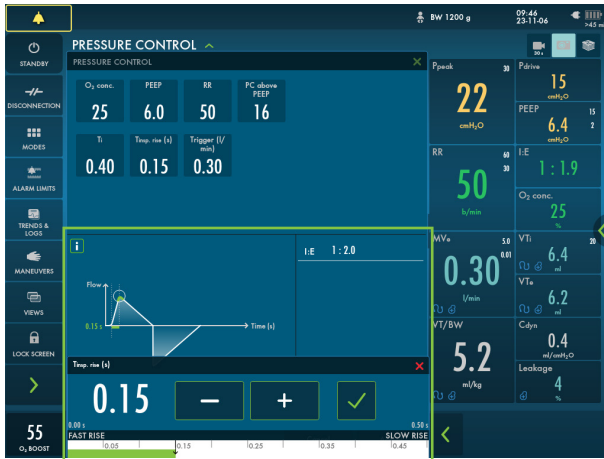 BW 1200 g
09:46
23-11-06
>45 m
STANDBY
DISCONNECTION
MODES
ALARM LIMITS
TRENDS &
LOGS
MANEUVERS
VIEWS
LOCK SCREEN
55
O₂ BOOST
PRESSURE CONTROL
PRESSURE CONTROL
O₂ conc.
25
PEEP
6.0
RR
50
PC above
PEEP
16
Ti
0.40
Tinsp. rise (s)
0.15
Trigger (l/
min)
0.30
i
I:E 1:2.0
Flow
0.15 s
Time (s)
Tinsp. rise (s)
0.15
0.00 s
0.50 s
FAST RISE
SLOW RISE
0.05 0.15 0.25 0.35 0.45
30 s
Ppeak 30
22
cmH₂O
Pdrive
15
cmH₂O
PEEP 15
6.4 2
cmH₂O
RR 60
30
50
b/min
I:E
1:1.9
O₂ conc.
25
%
MVe 5.0
0.01
0.30
l/min
VTi 20
6.4
ml
VTe
6.2
ml
VT/BW
5.2
ml/kg
Cdyn
0.4
ml/cmH₂O
Leakage
4
%